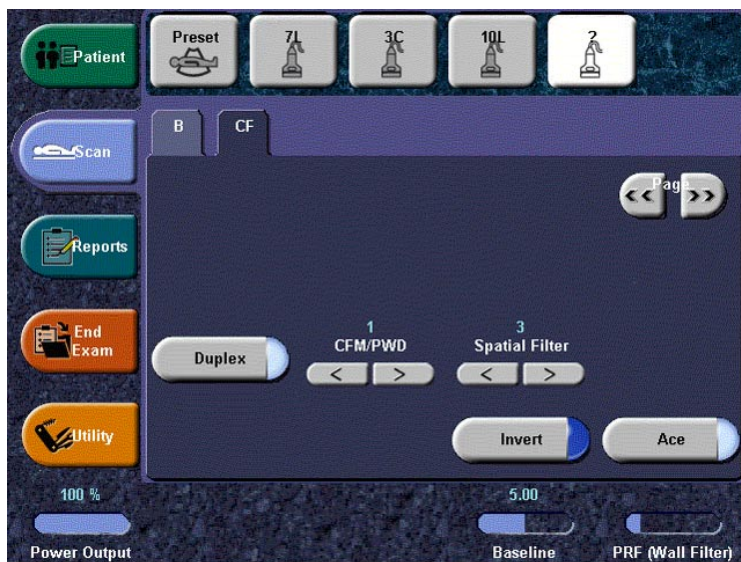 Patient
Preset
7L
3C
10L
?
Scan
B
CF
Page
<< >>
Reports
1
CFM/PWD
< >
3
Spatial Filter
< >
End
Exam
Duplex
Utility
Invert
Ace
100 %
Power Output
5.00
Baseline
PRF (Wall Filter)